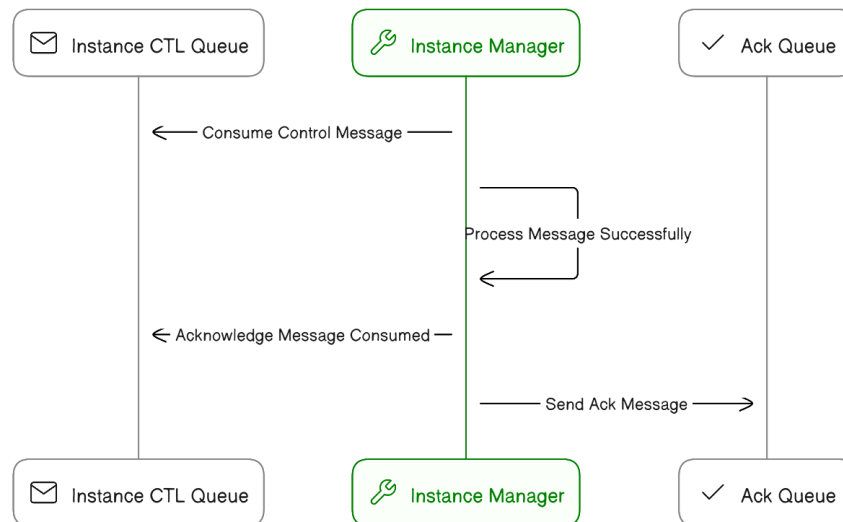 Instance CTL Queue
Instance Manager
Ack Queue
Consume Control Message
Process Message Successfully
Acknowledge Message Consumed
Send Ack Message
Instance CTL Queue
Instance Manager
Ack Queue